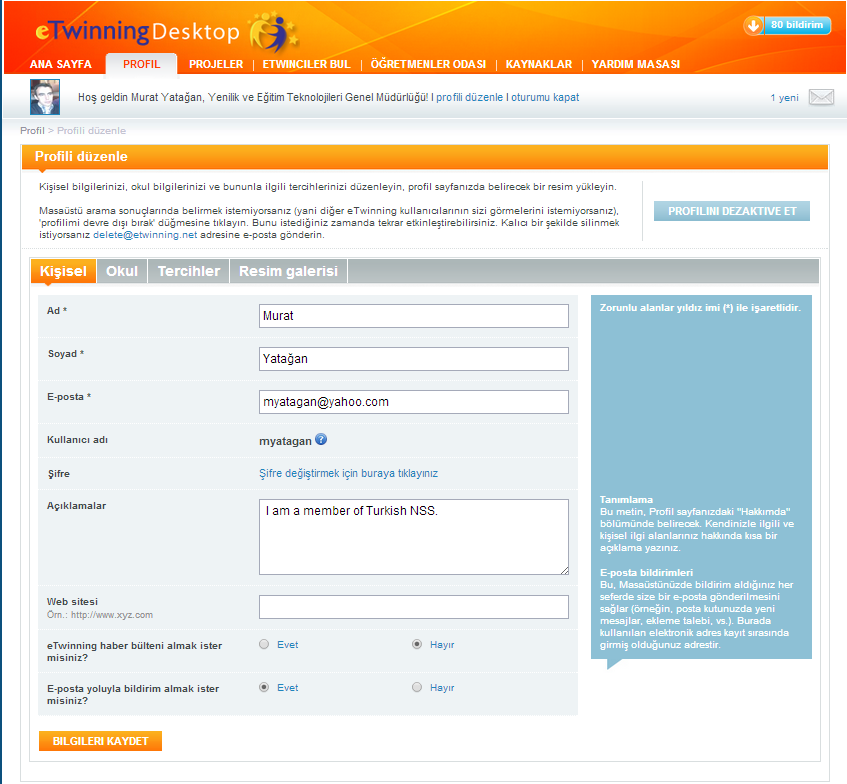 eTwinning Desktop
80 bildirim
ANA SAYFA PROFIL PROJELER ETWINCILER BUL ÖĞRETMENLER ODASI KAYNAKLAR YARDIM MASASI
Hoş geldin Murat Yatağan, Yenilik ve Eğitim Teknolojileri Genel Müdürlüğü! | profili düzenle | oturumu kapat
1 yeni
Profil > Profili düzenle
Profili düzenle
Kişisel bilgilerinizi, okul bilgilerinizi ve bununla ilgili tercihlerinizi düzenleyin, profil sayfanızda belirecek bir resim yükleyin.
Masaüstü arama sonuçlarında belirmek istemiyorsanız (yani diğer eTwinning kullanıcılarının sizi görmelerini istemiyorsanız),
'profilimi devre dışı bırak' düğmesine tıklayın. Bunu istediğiniz zamanda tekrar etkinleştirebilirsiniz. Kalıcı bir şekilde silinmek
istiyorsanız delete@etwinning.net adresine e-posta gönderin.
PROFILINI DEZAKTIVE ET
Kişisel Okul Tercihler Resim galerisi
Ad *
Murat
Soyad *
Yatağan
E-posta *
myatagan@yahoo.com
Kullanıcı adı
myatagan ?
Şifre
Şifre değiştirmek için buraya tıklayınız
Açıklamalar
I am a member of Turkish NSS.
Web sitesi
Örn.: http://www.xyz.com
eTwinning haber bülteni almak ister
misiniz?
Evet Hayır
E-posta yoluyla bildirim almak ister
misiniz?
Evet Hayır
BILGILERI KAYDET
Zorunlu alanlar yıldız imi (*) ile işaretlidir.
Tanımlama
Bu metin, Profil sayfanızdaki "Hakkımda"
bölümünde belirecek. Kendinizle ilgili ve
kişisel ilgi alanlarınız hakkında kısa bir
açıklama yazınız.
E-posta bildirimleri
Bu, Masaüstünüzde bildirim aldığınız her
seferde size bir e-posta gönderilmesini
sağlar (örneğin, posta kutunuzda yeni
mesajlar, ekleme talebi, vs.). Burada
kullanılan elektronik adres kayıt sırasında
girmiş olduğunuz adrestir.